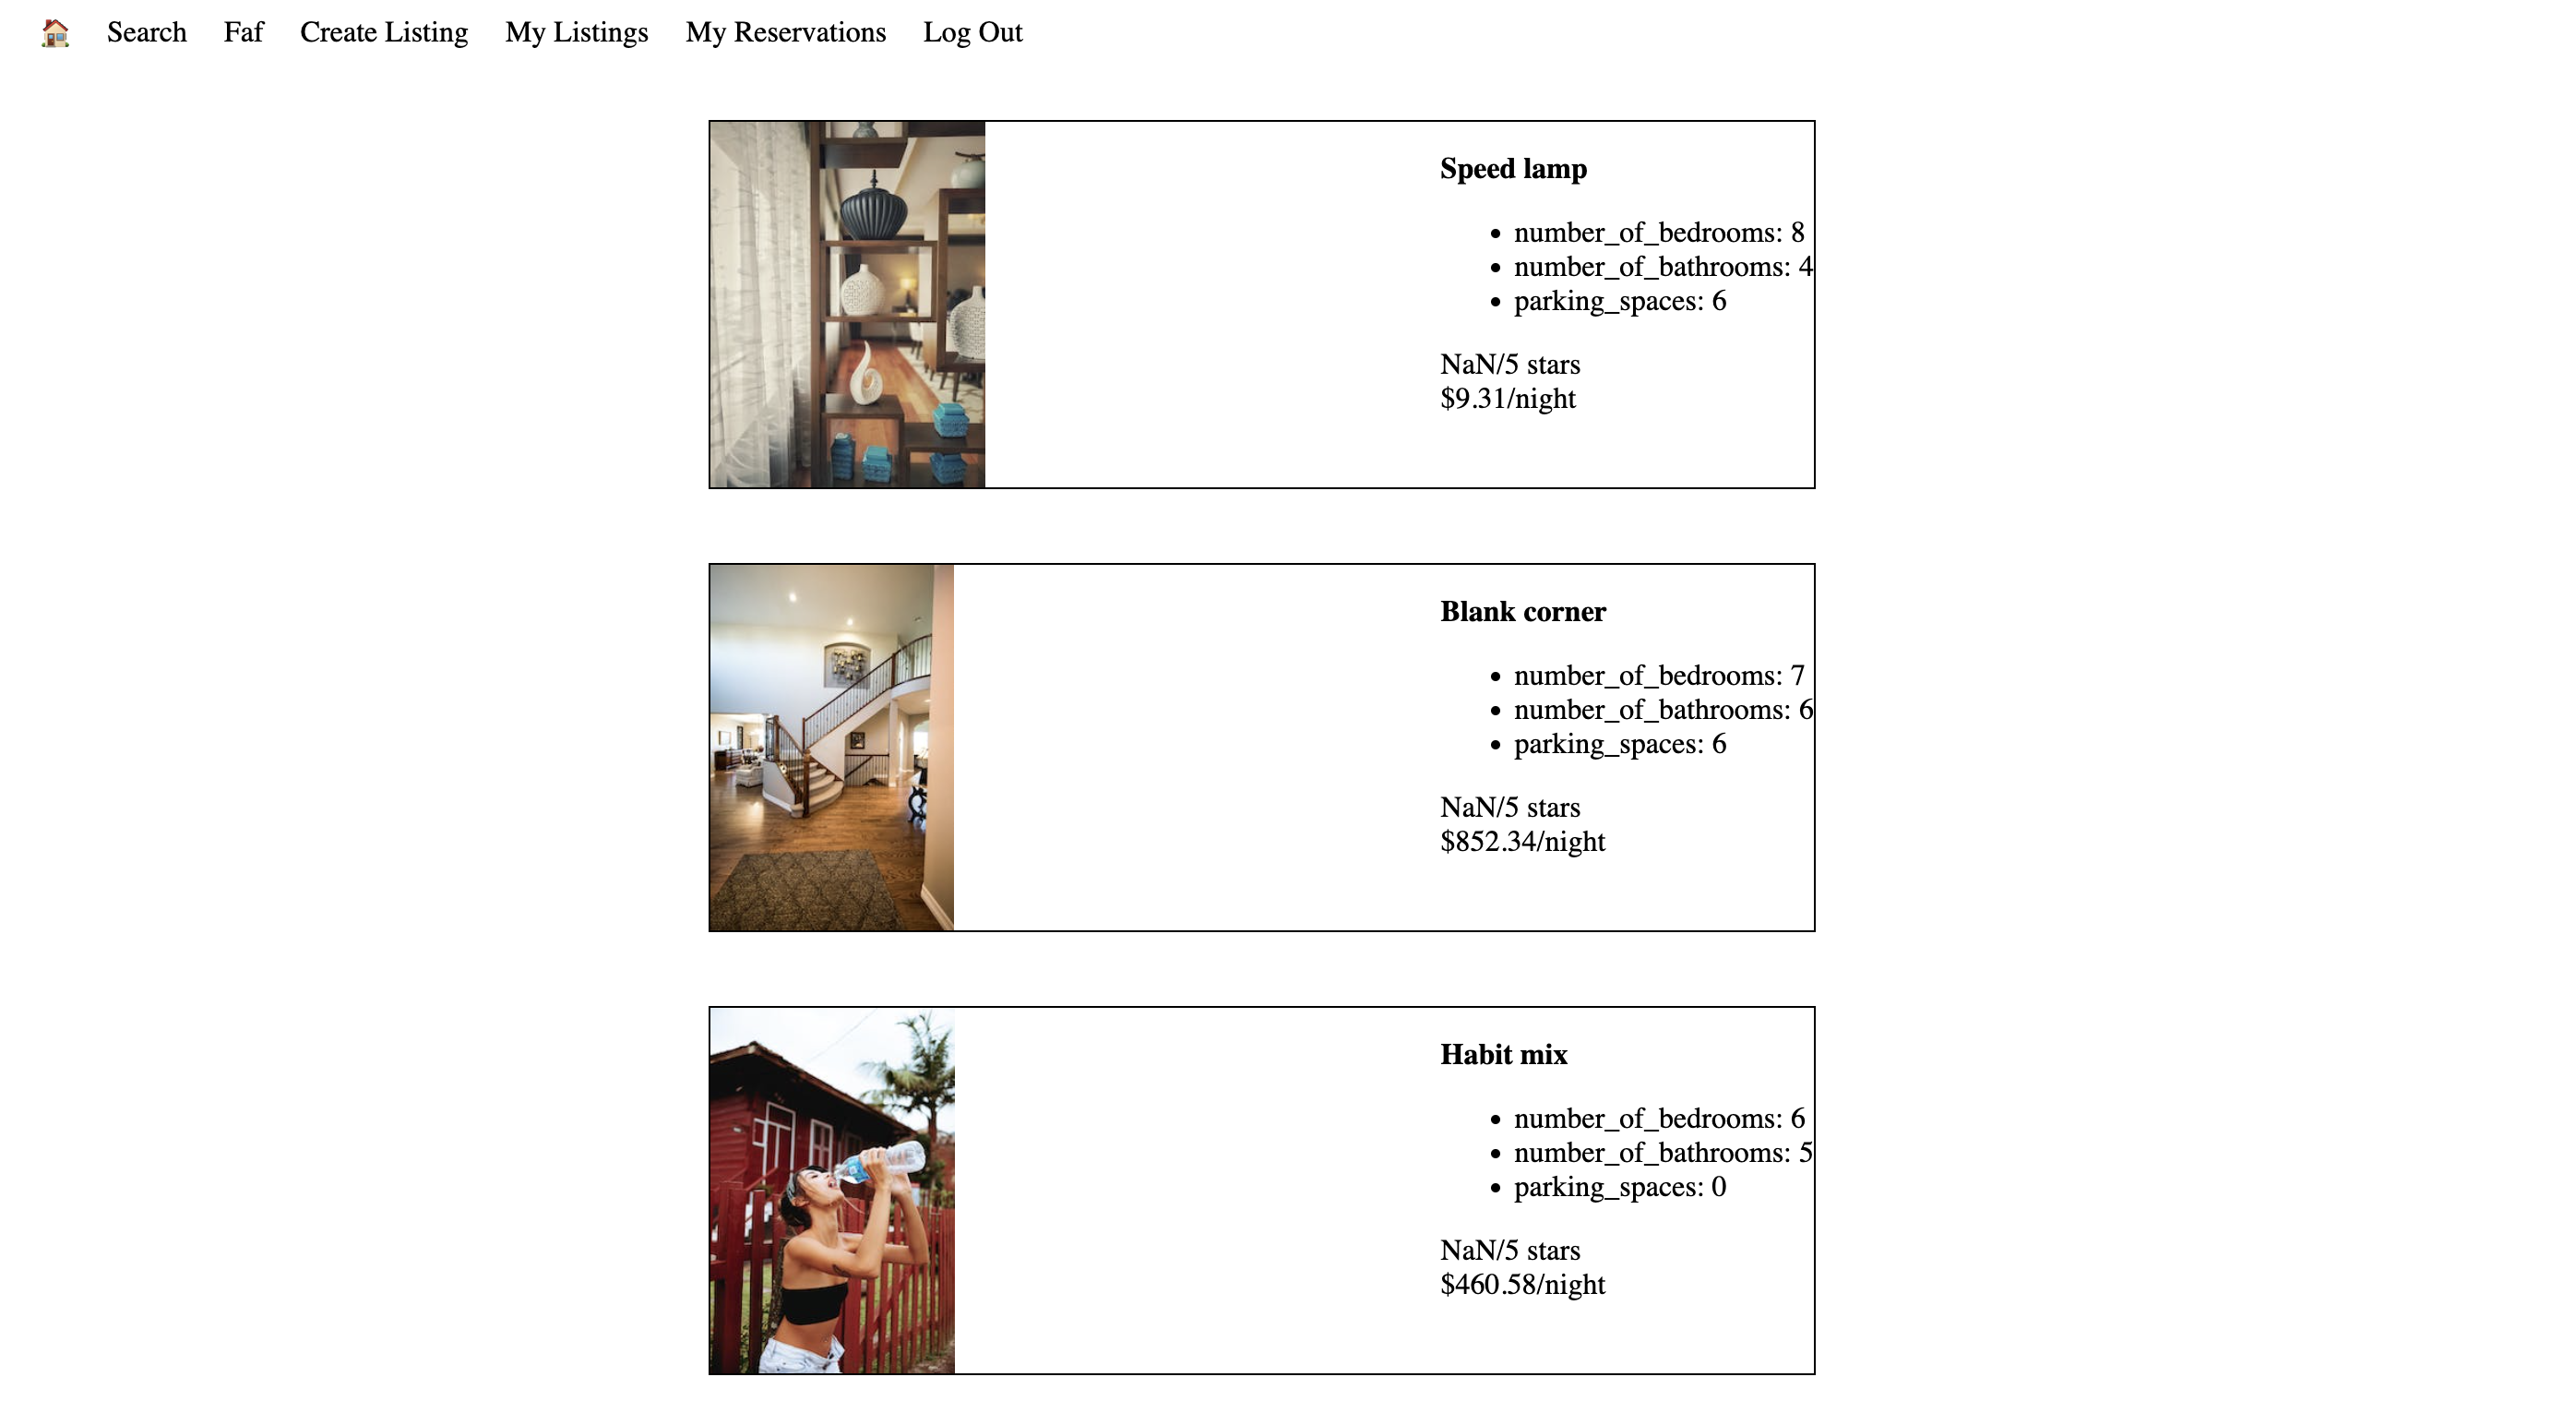 Search Faf Create Listing My Listings My Reservations Log Out
Speed lamp
number_of_bedrooms: 8
number_of_bathrooms: 4
parking_spaces: 6
NaN/5 stars
$9.31/night
Blank corner
number_of_bedrooms: 7
number_of_bathrooms: 6
parking_spaces: 6
NaN/5 stars
$852.34/night
Habit mix
number_of_bedrooms: 6
number_of_bathrooms: 5
parking_spaces: 0
NaN/5 stars
$460.58/night